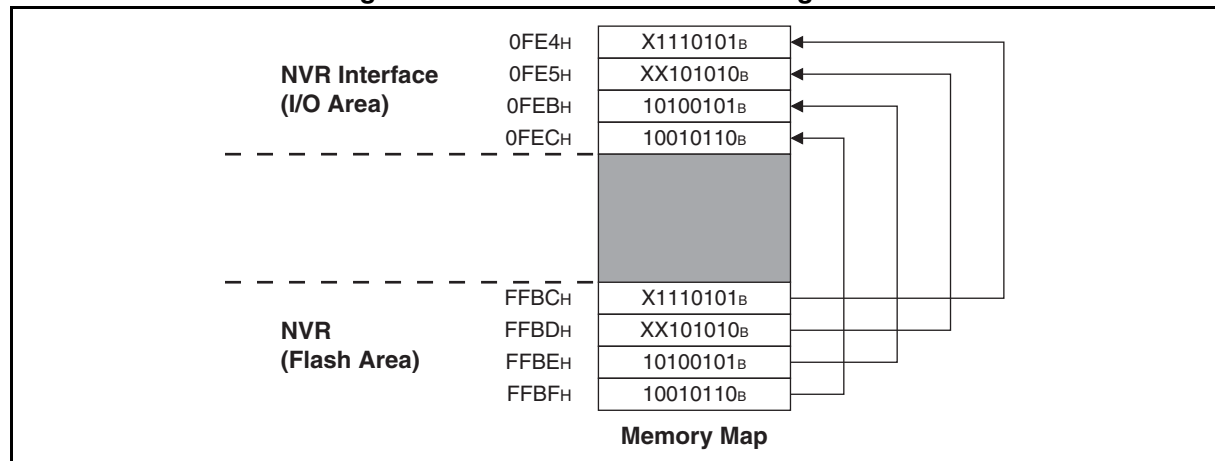 0FE4H X1110101B
NVR Interface 0FE5H XX101010B
(I/O Area) 0FEBH 10100101B
0FECH 10010110B
FFBCH X1110101B
NVR FFBDH XX101010B
(Flash Area) FFBEH 10100101B
FFBFH 10010110B
Memory Map